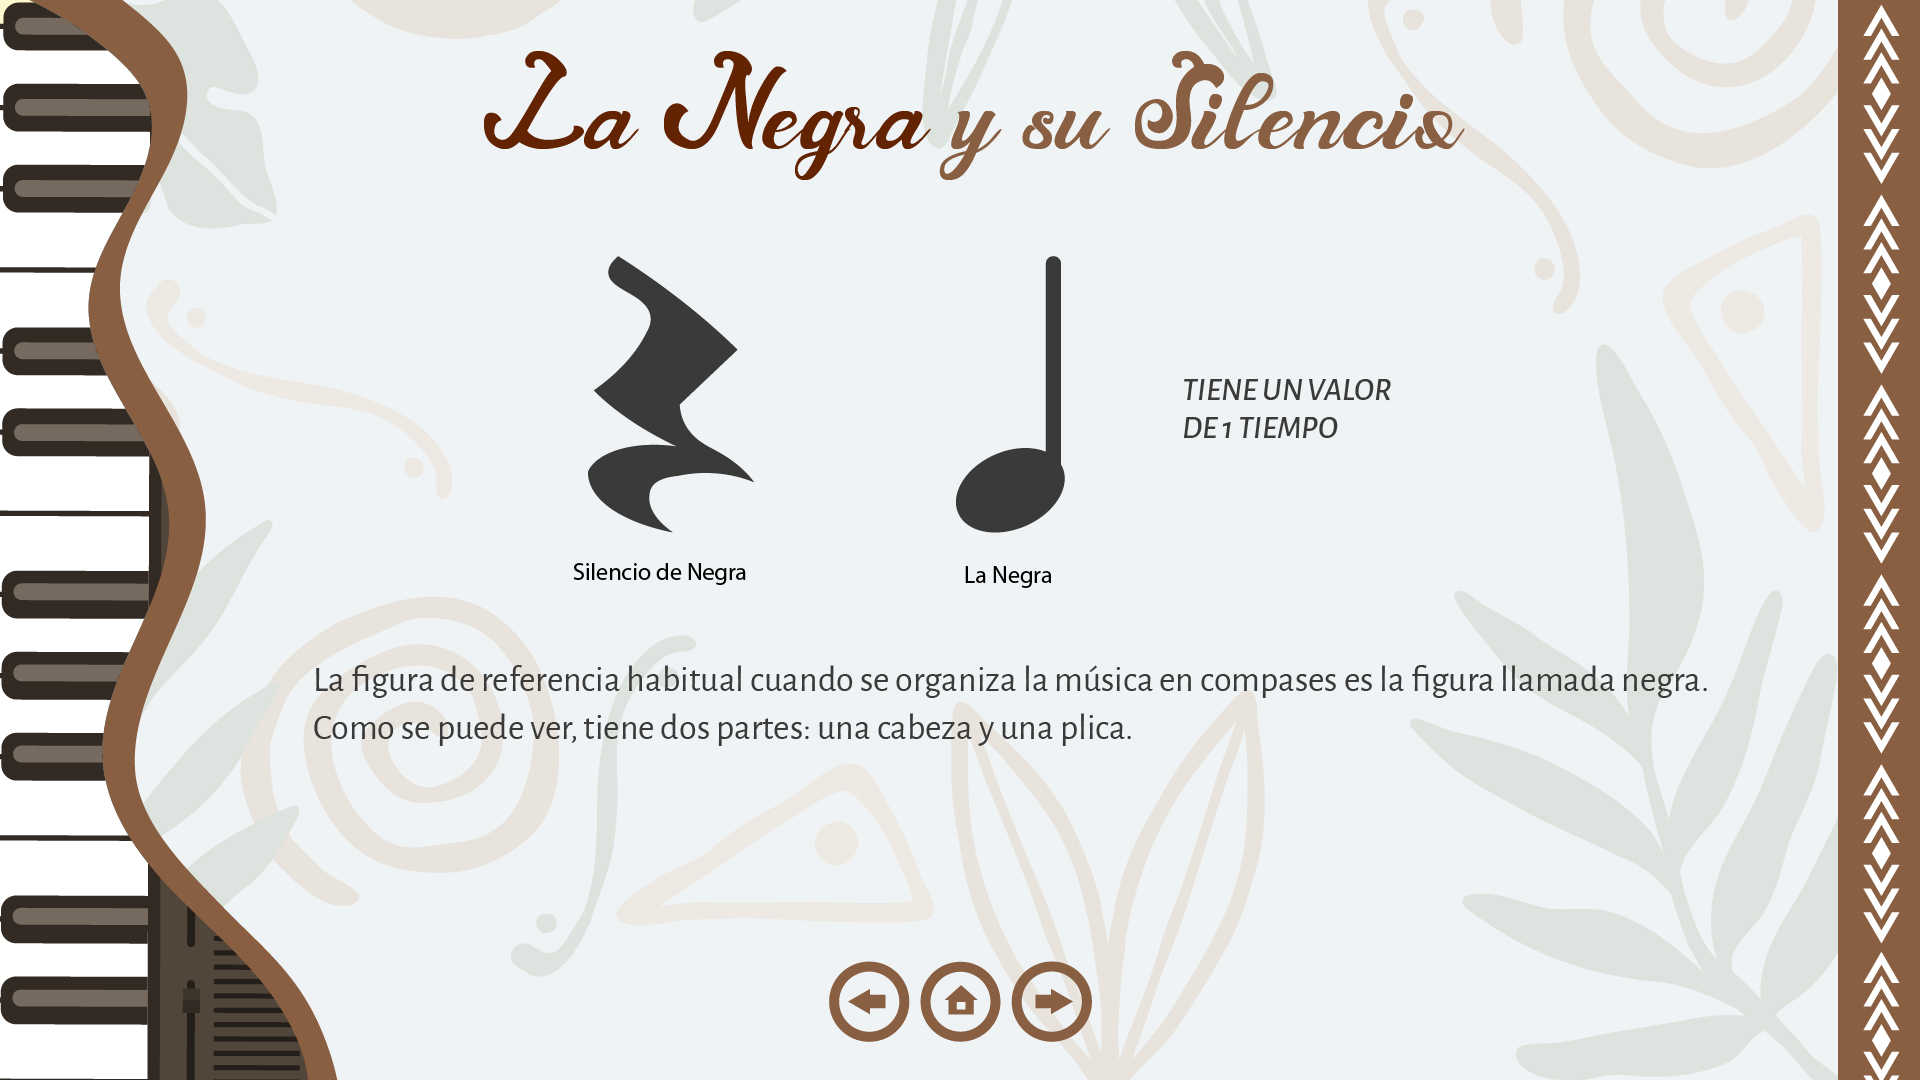 La Negra y su Silencio
TIENE UN VALOR
DE 1 TIEMPO
Silencio de Negra
La Negra
La figura de referencia habitual cuando se organiza la música en compases es la figura llamada negra.
Como se puede ver, tiene dos partes: una cabeza y una plica.